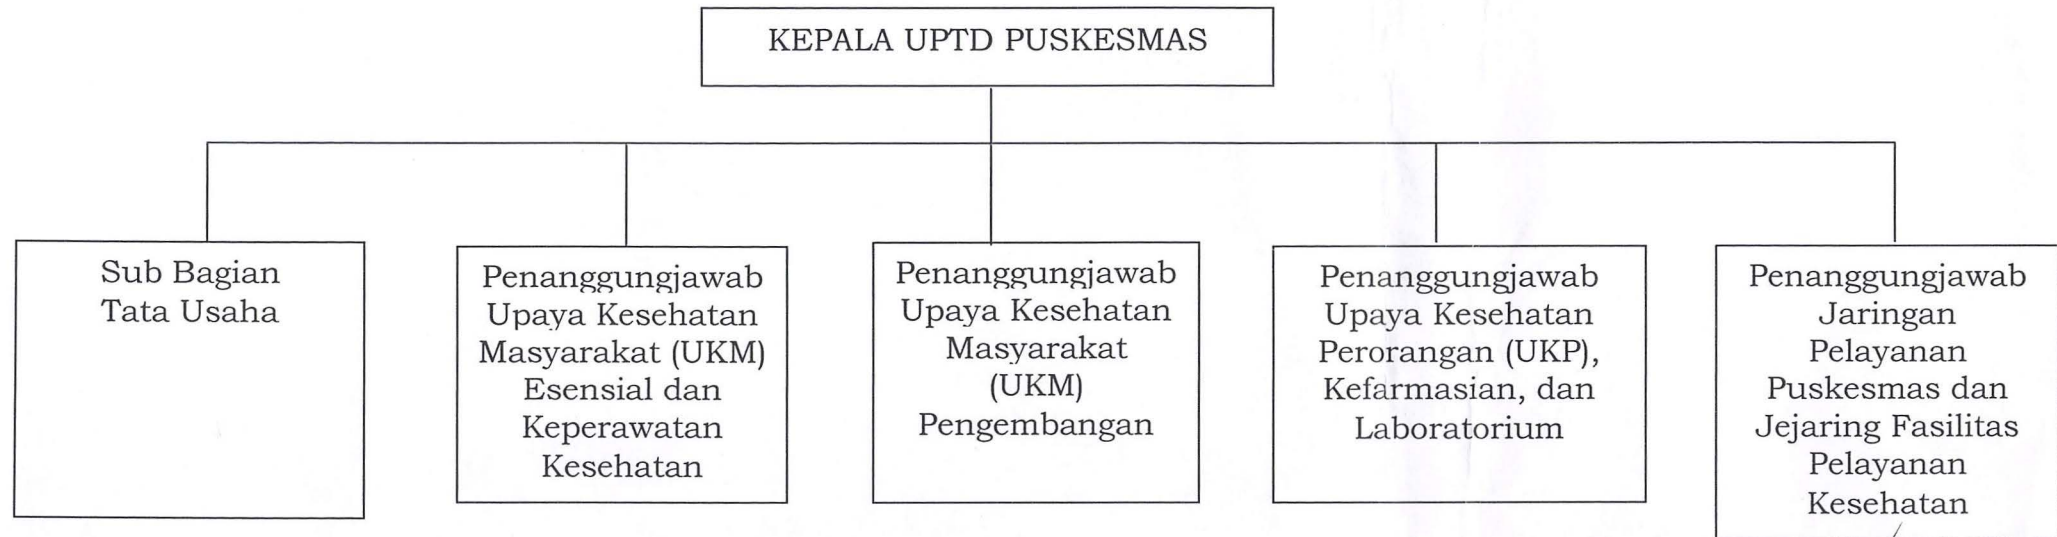 KEPALA UPTD PUSKESMAS
Sub Bagian
Tata Usaha
Penanggungjawab
Upaya Kesehatan
Masyarakat (UKM)
Esensial dan
Keperawatan
Kesehatan
Penanggungjawab
Upaya Kesehatan
Masyarakat
(UKM)
Pengembangan
Penanggungjawab
Upaya Kesehatan
Perorangan (UKP),
Kefarmasian, dan
Laboratorium
Penanggungjawab
Jaringan
Pelayanan
Puskesmas dan
Jejaring Fasilitas
Pelayanan
Kesehatan